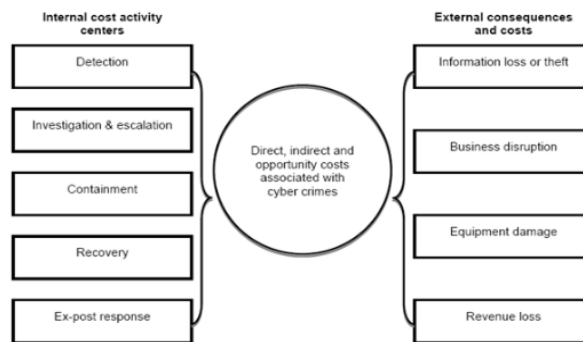 Internal cost activity
centers
Detection
Investigation & escalation
Containment
Recovery
Ex-post response
Direct, indirect and
opportunity costs
associated with
cyber crimes
External consequences
and costs
Information loss or theft
Business disruption
Equipment damage
Revenue loss